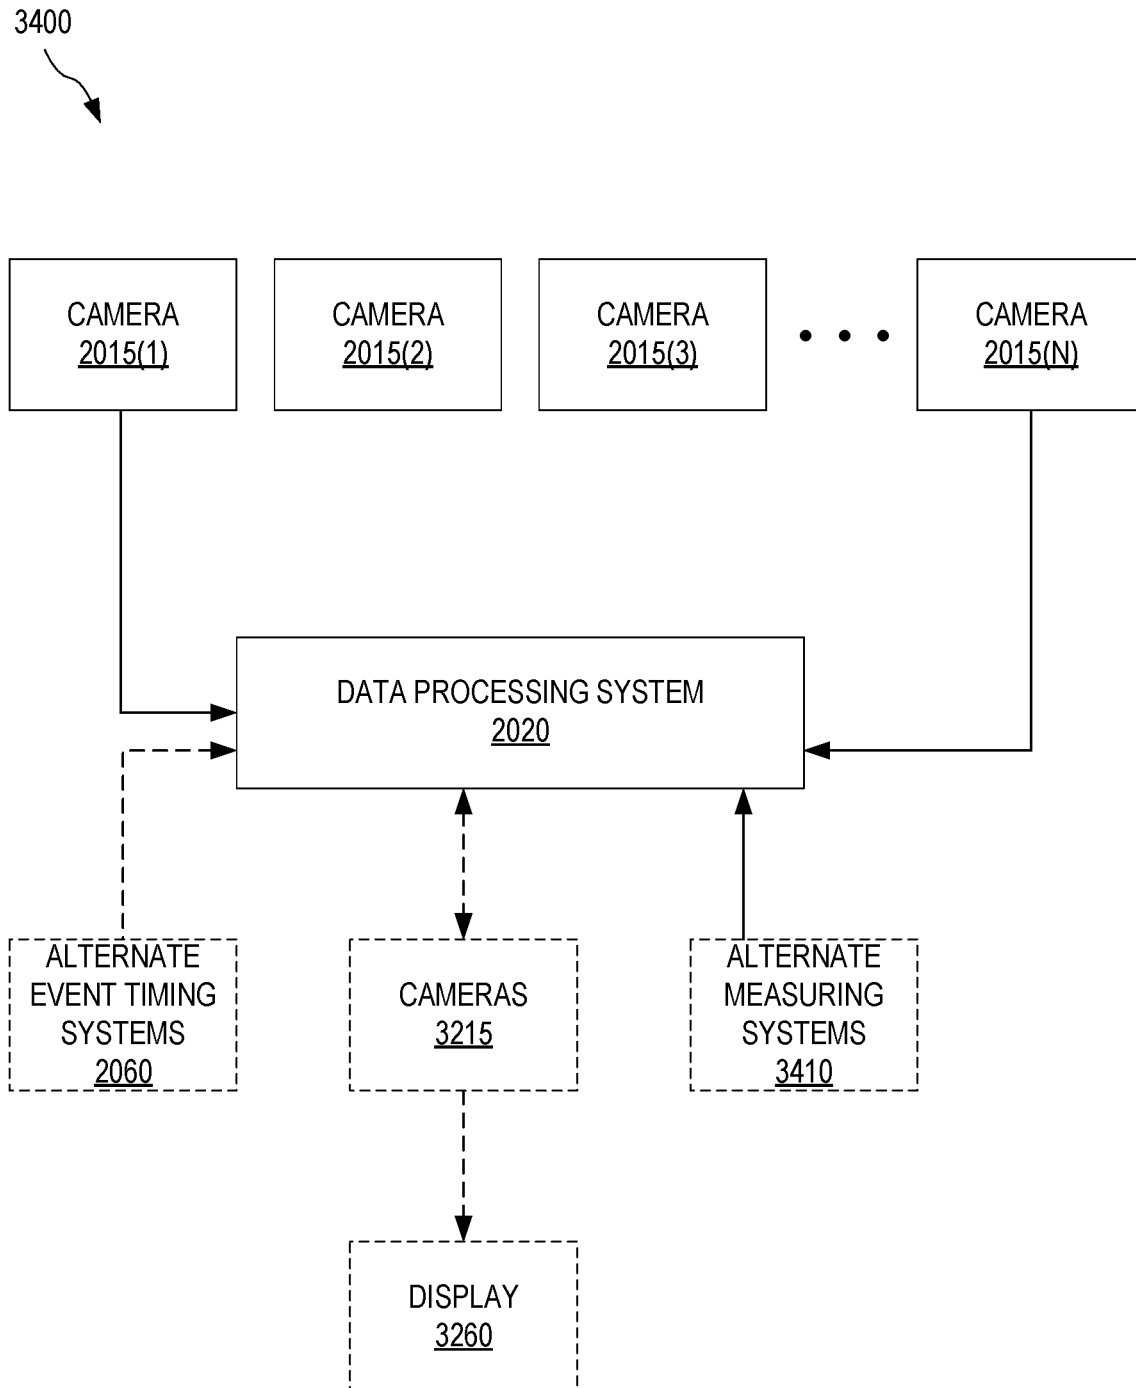 3400
CAMERA
2015(1)
CAMERA
2015(2)
CAMERA
2015(3)
CAMERA
2015(N)
DATA PROCESSING SYSTEM
2020
ALTERNATE
EVENT TIMING
SYSTEMS
2060
CAMERAS
3215
ALTERNATE
MEASURING
SYSTEMS
3410
DISPLAY
3260